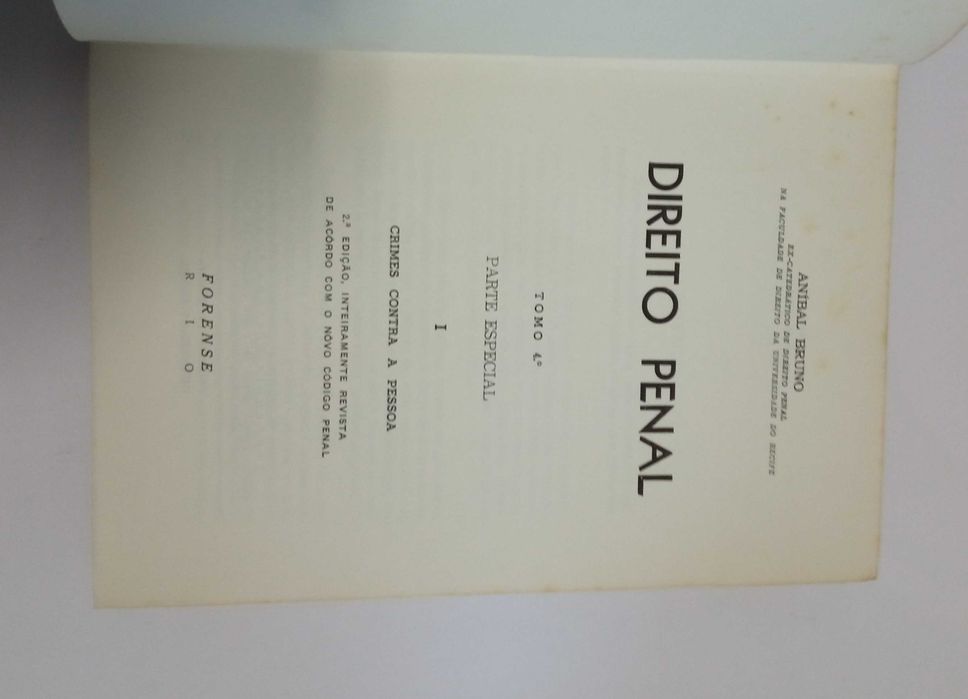 ANÍBAL BRUNO
EX-CATEDRÁTICO DE DIREITO PENAL
NA FACULDADE DE DIREITO DA UNIVERSIDADE DO RECIFE
DIREITO PENAL
TOMO 4.º
PARTE ESPECIAL
I
CRIMES CONTRA A PESSOA
2.ª EDIÇÃO, INTEIRAMENTE REVISTA
DE ACÔRDO COM O NÔVO CÓDIGO PENAL
FORENSE
RIO